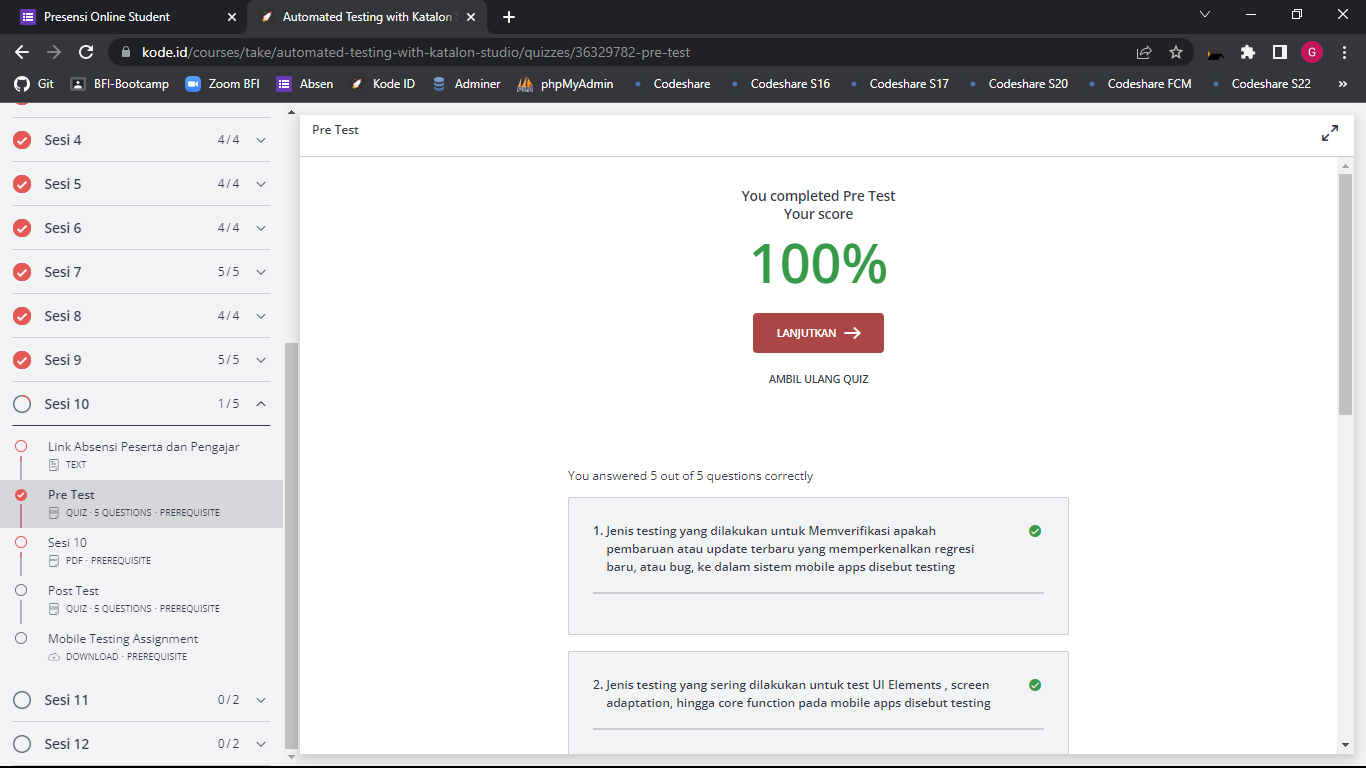 Presensi Online Student
Automated Testing with Katalon
kode.id/courses/take/automated-testing-with-katalon-studio/quizzes/36329782-pre-test
G
Git
BFI-Bootcamp
Zoom BFI
Absen
Kode ID
Adminer
phpMyAdmin
Codeshare
Codeshare S16
Codeshare S17
Codeshare S20
Codeshare FCM
Codeshare S22
»
Sesi 4 4 / 4
Sesi 5 4 / 4
Sesi 6 4 / 4
Sesi 7 5 / 5
Sesi 8 4 / 4
Sesi 9 5 / 5
Sesi 10 1 / 5
Link Absensi Peserta dan Pengajar
TEXT
Pre Test
QUIZ · 5 QUESTIONS · PREREQUISITE
Sesi 10
PDF · PREREQUISITE
Post Test
QUIZ · 5 QUESTIONS · PREREQUISITE
Mobile Testing Assignment
DOWNLOAD · PREREQUISITE
Sesi 11 0 / 2
Sesi 12 0 / 2
Pre Test
You completed Pre Test
Your score
100%
LANJUTKAN
AMBIL ULANG QUIZ
You answered 5 out of 5 questions correctly
1. Jenis testing yang dilakukan untuk Memverifikasi apakah
pembaruan atau update terbaru yang memperkenalkan regresi
baru, atau bug, ke dalam sistem mobile apps disebut testing
2. Jenis testing yang sering dilakukan untuk test UI Elements , screen
adaptation, hingga core function pada mobile apps disebut testing